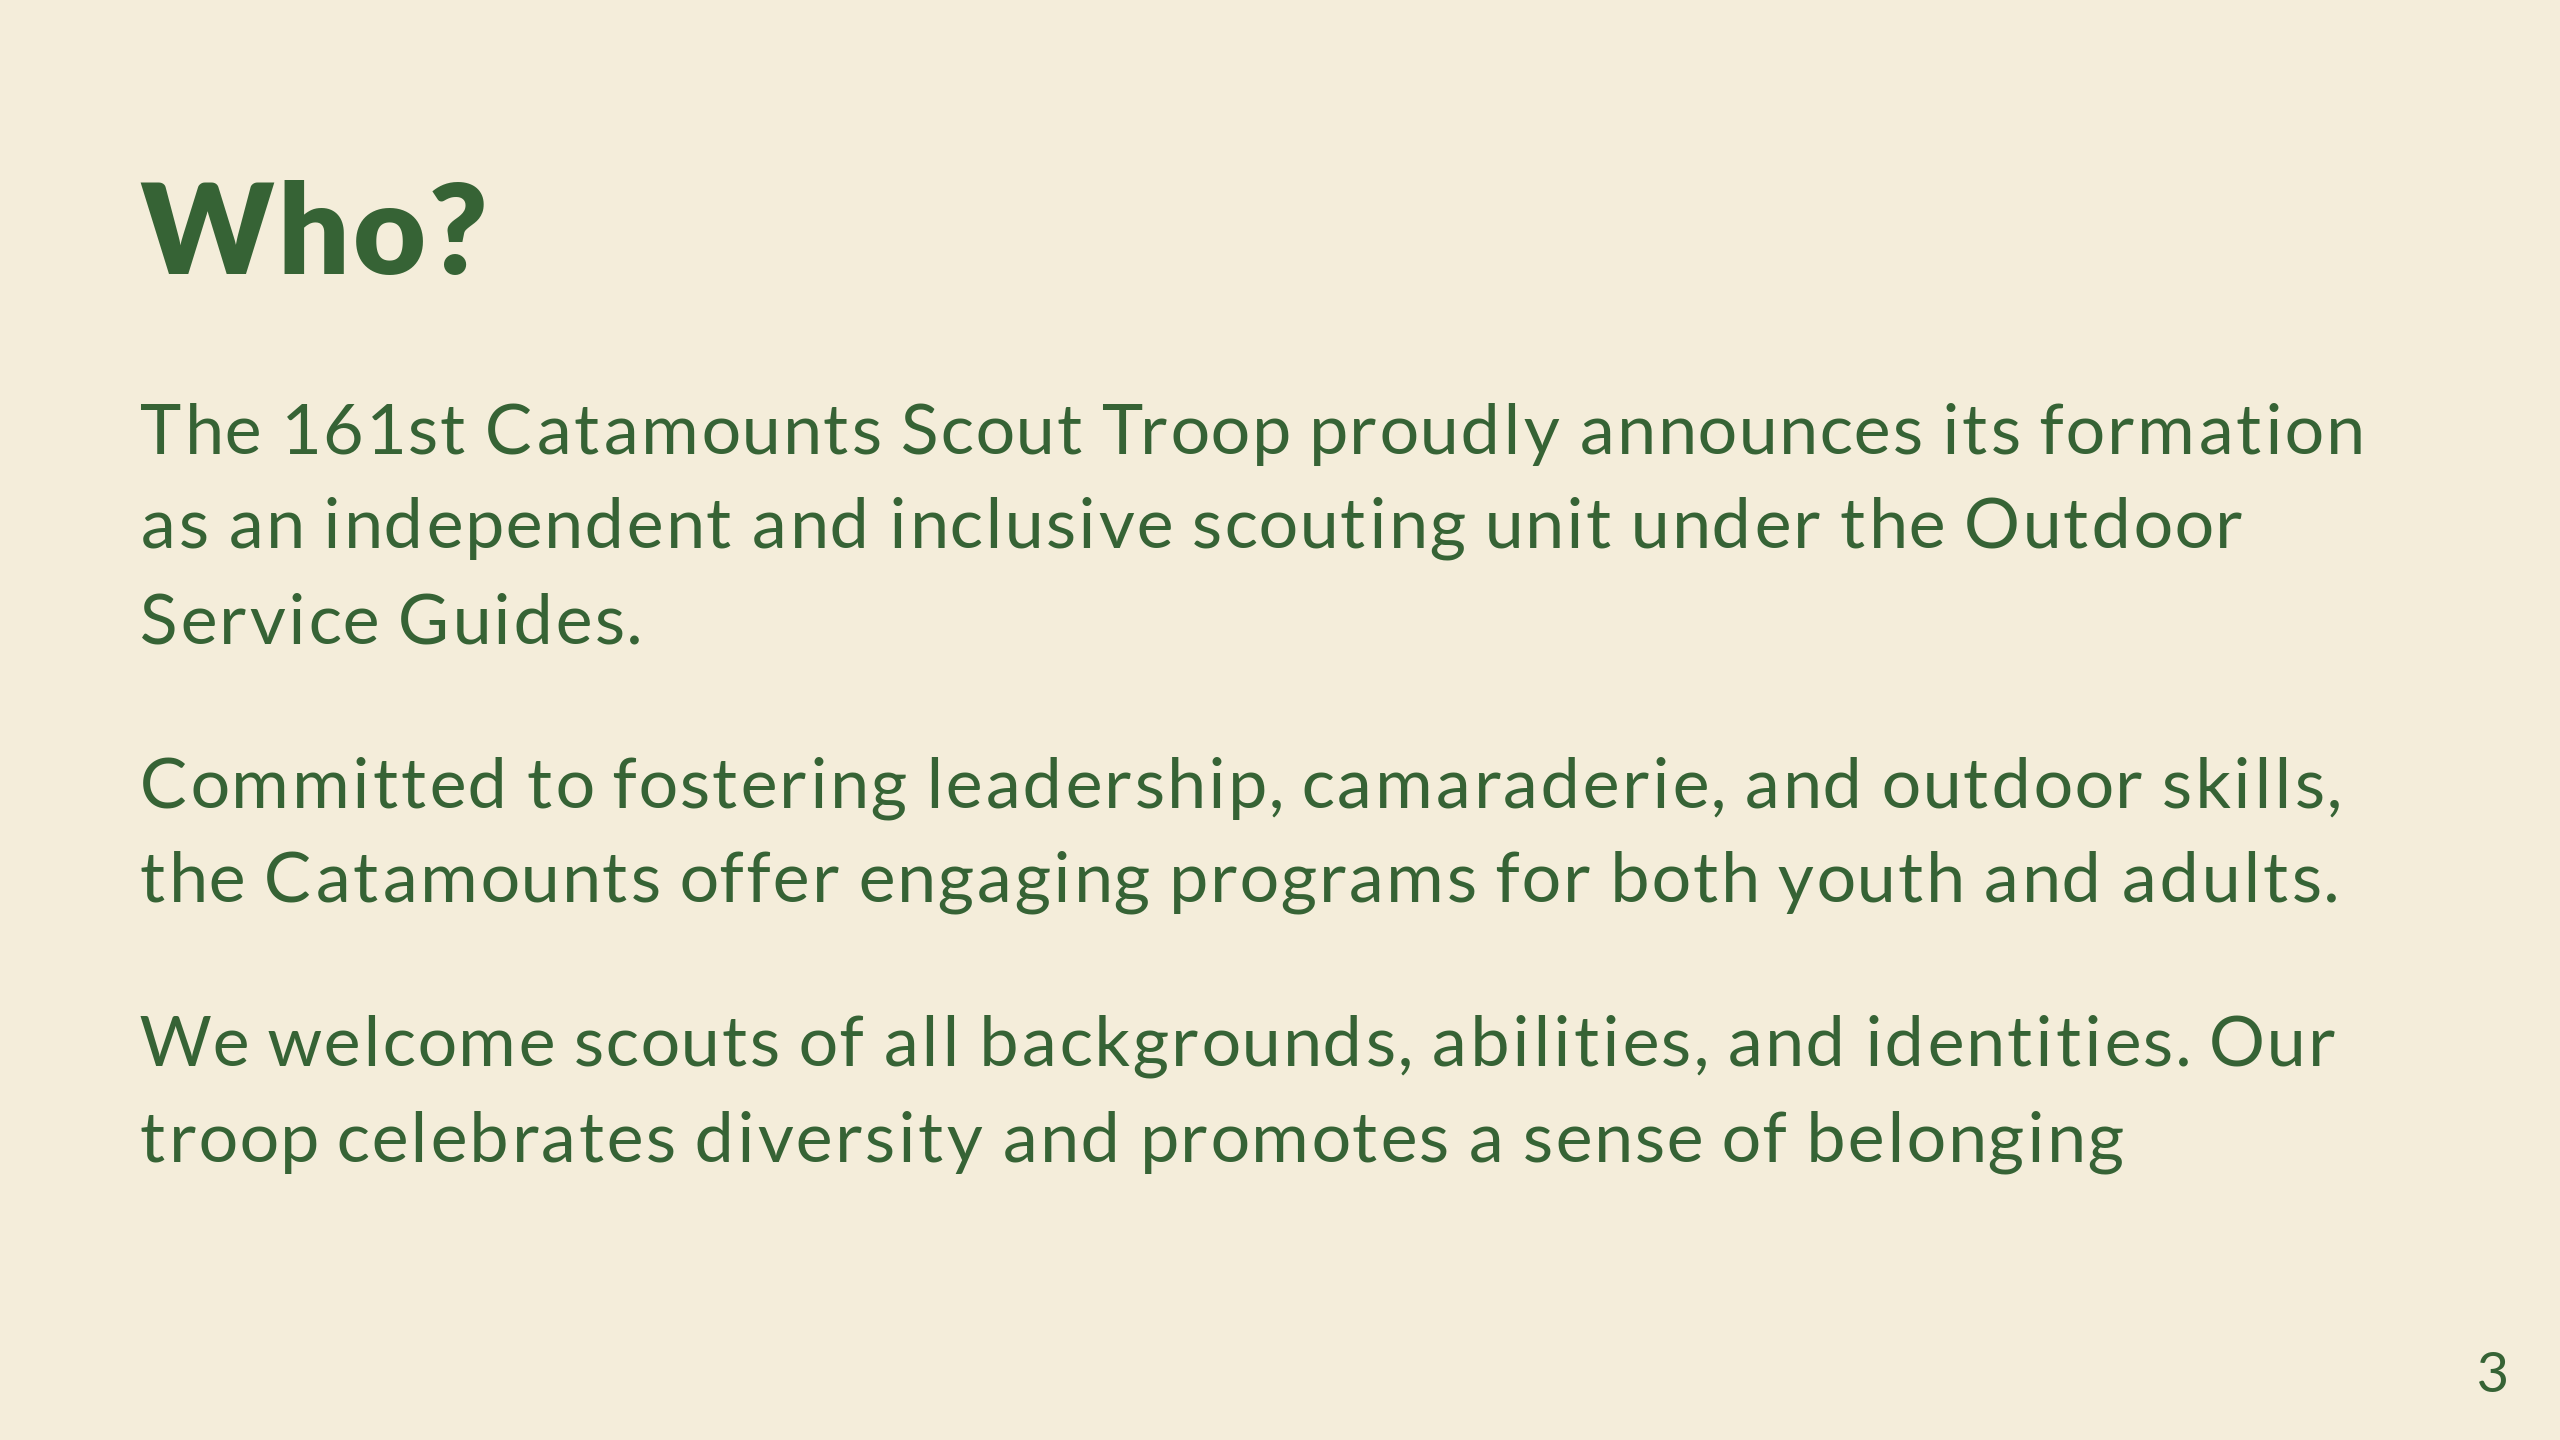 Who?
The 161st Catamounts Scout Troop proudly announces its formation
as an independent and inclusive scouting unit under the Outdoor
Service Guides.
Committed to fostering leadership, camaraderie, and outdoor skills,
the Catamounts offer engaging programs for both youth and adults.
We welcome scouts of all backgrounds, abilities, and identities. Our
troop celebrates diversity and promotes a sense of belonging
3